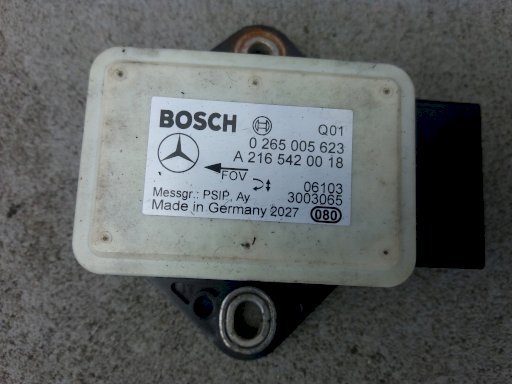 BOSCH Q01
0 265 005 623
A 216 542 00 18
FOV
06103
Messgr.: PSIP, Ay 3003065
Made in Germany 2027 080